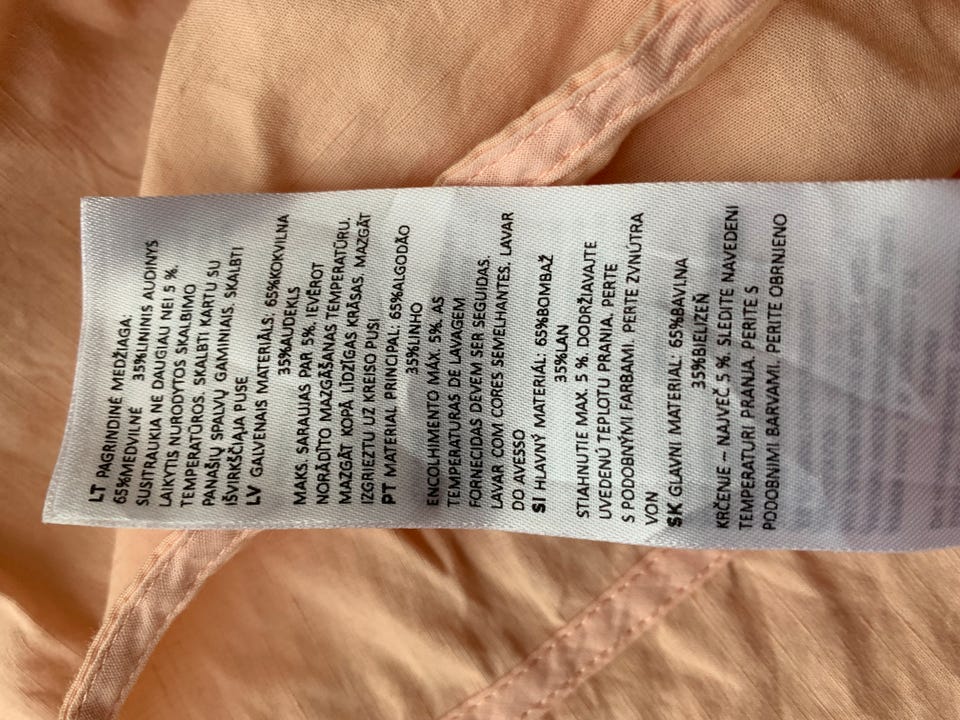 LT PAGRINDINĖ MEDŽIAGA:
65%MEDVILNĖ 35%LININIS AUDINYS
SUSITRAUKIA NE DAUGIAU NEI 5 %.
LAIKYTIS NURODYTOS SKALBIMO
TEMPERATŪROS. SKALBTI KARTU SU
PANAŠIŲ SPALVŲ GAMINIAIS. SKALBTI
IŠVIRKŠČIAJA PUSE
LV GALVENAIS MATERIĀLS: 65%KOKVILNA
35%AUDEKLS
MAKS. SARAUJAS PAR 5%. IEVĒROT
NORĀDĪTO MAZGĀŠANAS TEMPERATŪRU.
MAZGĀT KOPĀ LĪDZĪGAS KRĀSAS. MAZGĀT
IZGRIEZTU UZ KREISO PUSI
PT MATERIAL PRINCIPAL: 65%ALGODÃO
35%LINHO
ENCOLHIMENTO MÁX. 5%. AS
TEMPERATURAS DE LAVAGEM
FORNECIDAS DEVEM SER SEGUIDAS.
LAVAR COM CORES SEMELHANTES. LAVAR
DO AVESSO
SI HLAVNÝ MATERIÁL: 65%BOMBAŽ
35%LAN
STIAHNUTIE MAX. 5 %. DODRŽIAVAJTE
UVEDENÚ TEPLOTU PRANIA. PERTE
S PODOBNÝMI FARBAMI. PERTE ZVNÚTRA
VON
SK GLAVNI MATERIAL: 65%BAVLNA
35%BIELIZEŇ
KRČENJE – NAJVEČ 5 %. SLEDITE NAVEDENI
TEMPERATURI PRANJA. PERITE S
PODOBNIMI BARVAMI. PERITE OBRNJENO